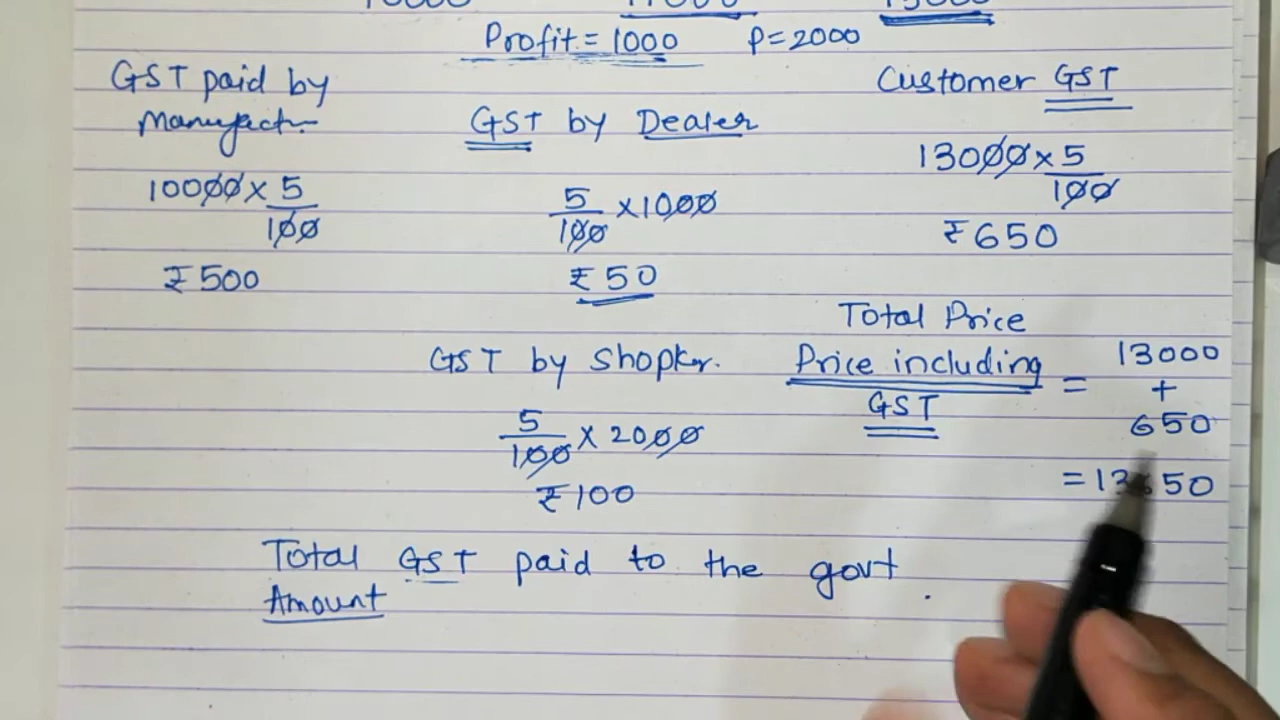 Profit = 1000 P=2000
GST paid by
GST by Dealer
Customer GST
10000 × 5
100
₹500
5
100 × 1000
₹50
13000 × 5
100
₹650
GST by Shopkr.
5
100 × 2000
₹100
Total Price
Price including
GST
= 13000
+
650
= 13650
Total GST paid to the govt.
Amount